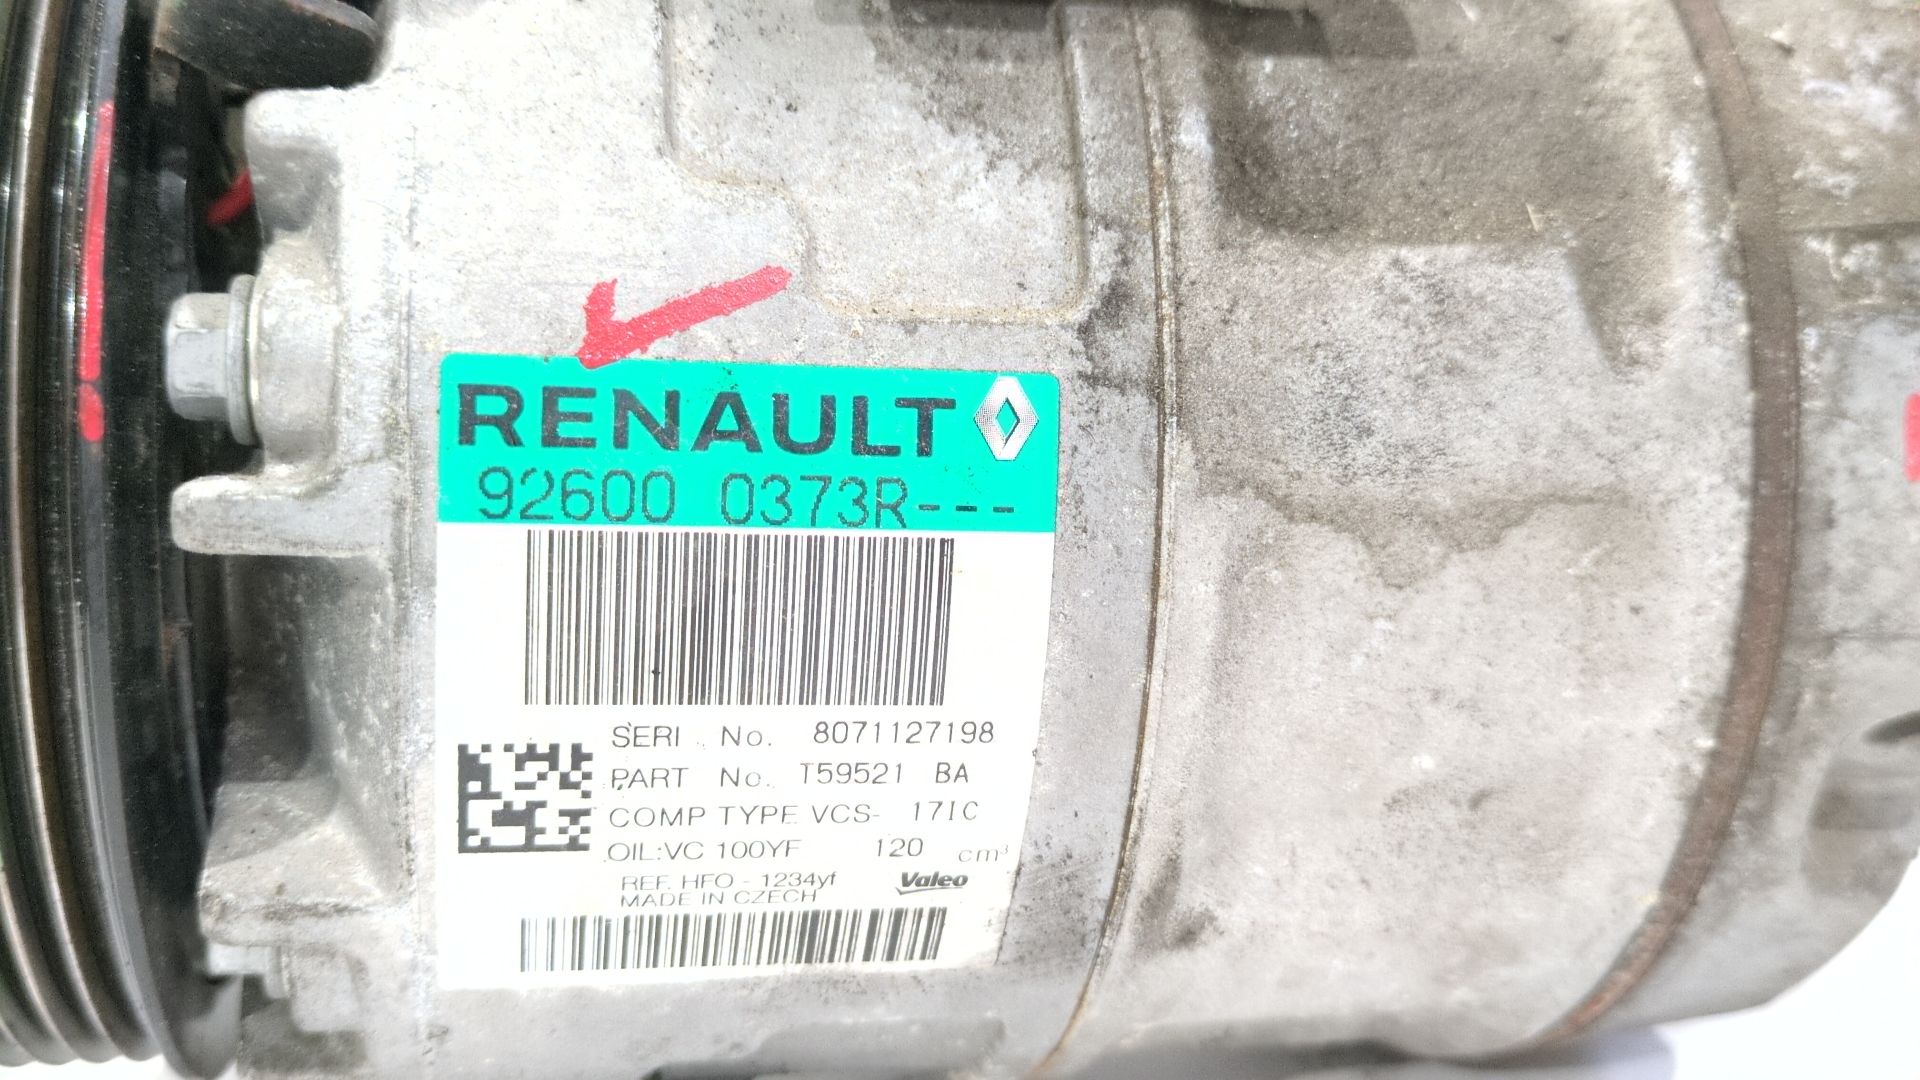 RENAULT
92600 0373R---
SERI . No. 8071127198
PART No. T59521 BA
COMP TYPE VCS- 17IC
OIL:VC 100YF 120 cm³
REF. HFO - 1234yf
Valeo
MADE IN CZECH